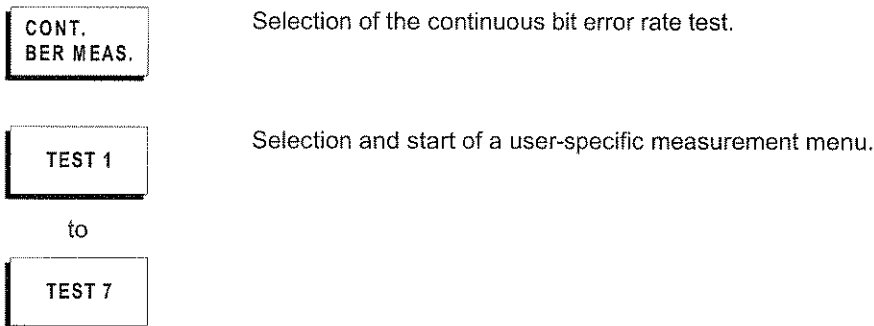 CONT.
BER MEAS.
Selection of the continuous bit error rate test.
TEST 1
Selection and start of a user-specific measurement menu.
to
TEST 7